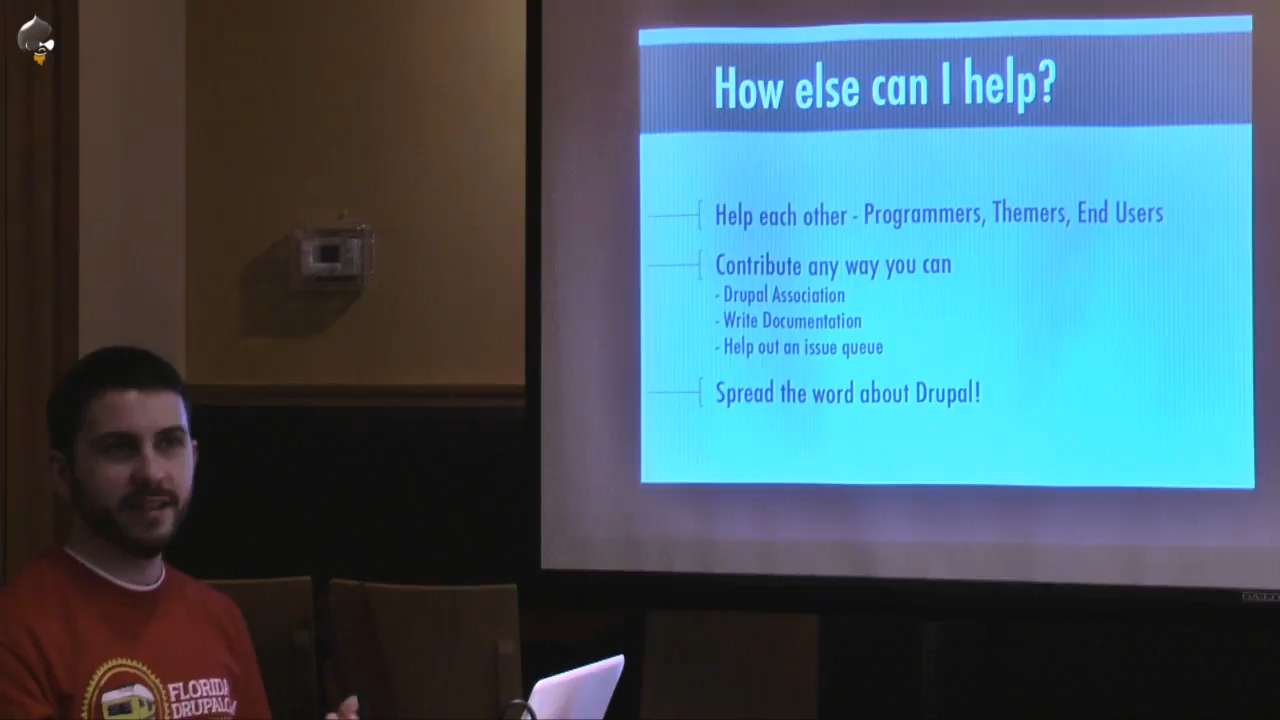 How else can I help?
Help each other - Programmers, Themers, End Users
Contribute any way you can
- Drupal Association
- Write Documentation
- Help out an issue queue
Spread the word about Drupal!
FLORIDA